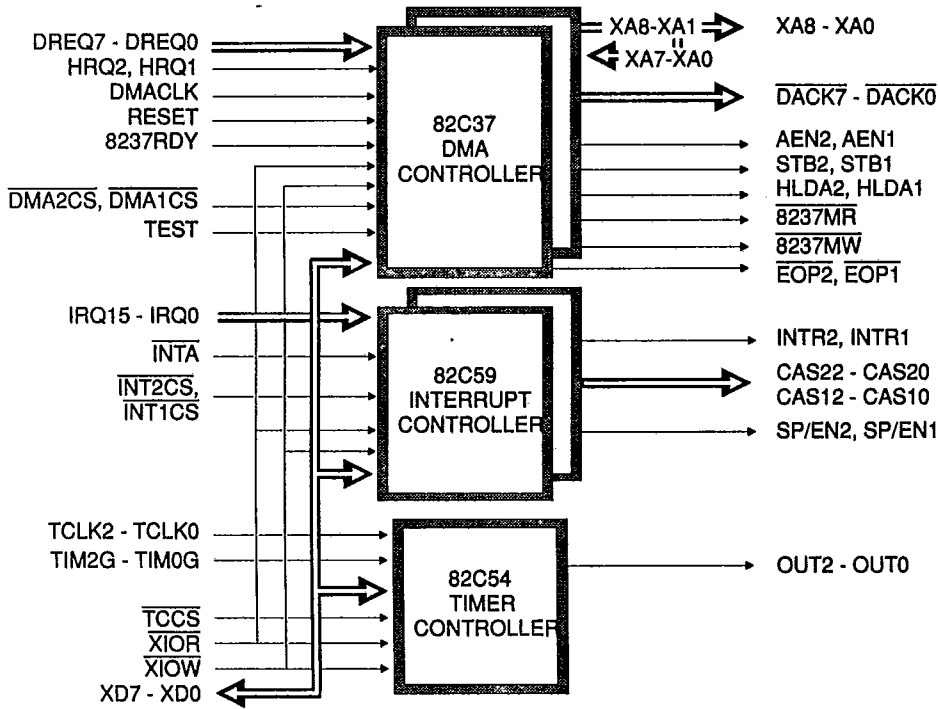 DREQ7 - DREQ0
HRQ2, HRQ1
DMACLK
RESET
8237RDY
DMA2CS, DMA1CS
TEST
82C37
DMA
CONTROLLER
XA8-XA1
XA7-XA0
XA8 - XA0
DACK7 - DACK0
AEN2, AEN1
STB2, STB1
HLDA2, HLDA1
8237MR
8237MW
EOP2, EOP1
IRQ15 - IRQ0
INTA
INT2CS,
INT1CS
82C59
INTERRUPT
CONTROLLER
INTR2, INTR1
CAS22 - CAS20
CAS12 - CAS10
SP/EN2, SP/EN1
TCLK2 - TCLK0
TIM2G - TIM0G
TCCS
XIOR
XIOW
XD7 - XD0
82C54
TIMER
CONTROLLER
OUT2 - OUT0